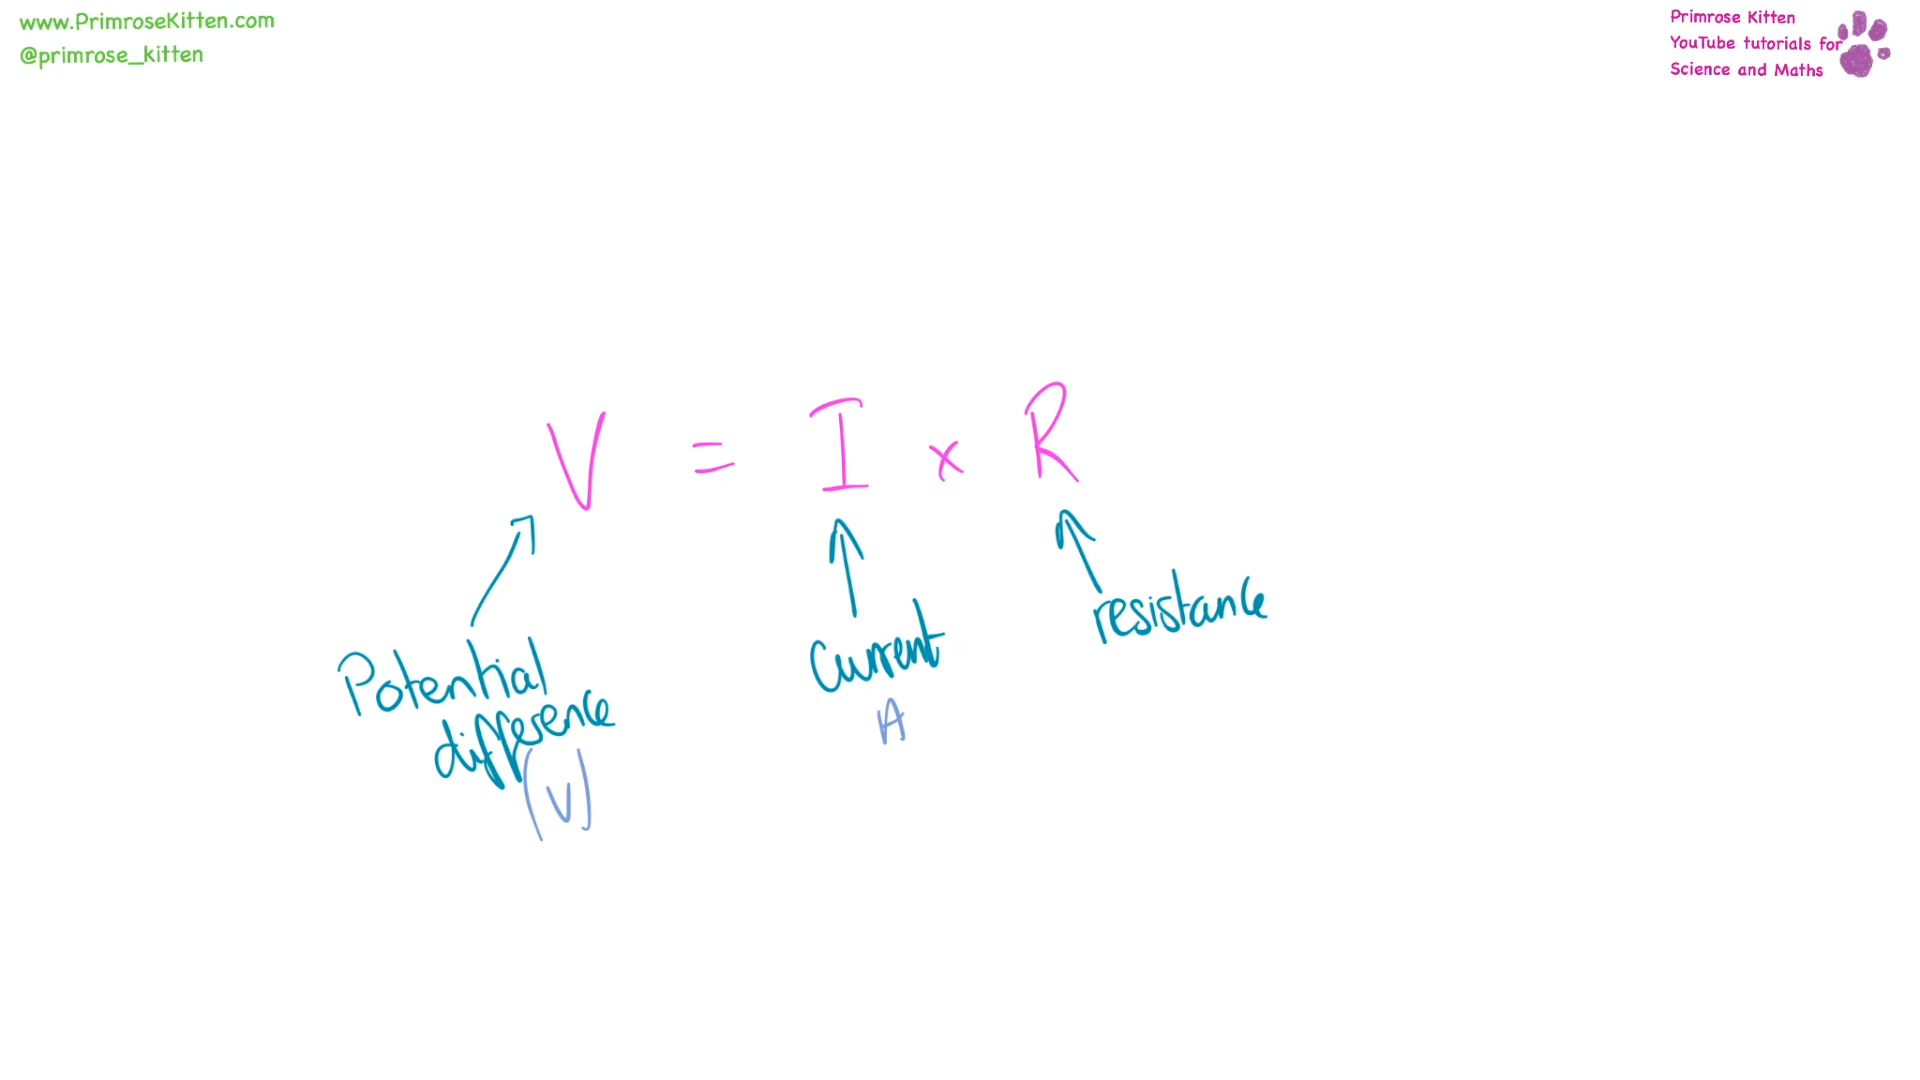 www.PrimroseKitten.com
@primrose_kitten
Primrose Kitten
YouTube tutorials for
Science and Maths
V = I × R
Potential
difference
(V)
Current
A
resistance